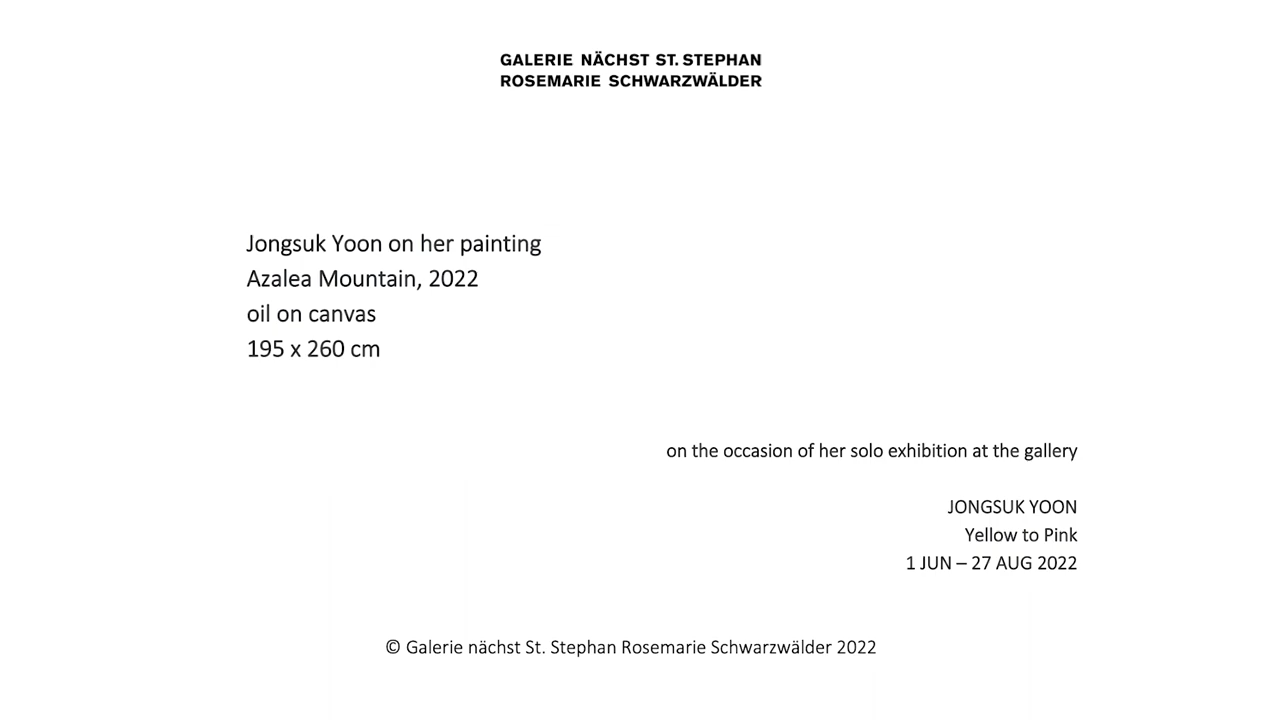 GALERIE NÄCHST ST. STEPHAN
ROSEMARIE SCHWARZWÄLDER
Jongsuk Yoon on her painting
Azalea Mountain, 2022
oil on canvas
195 x 260 cm
on the occasion of her solo exhibition at the gallery
JONGSUK YOON
Yellow to Pink
1 JUN – 27 AUG 2022
© Galerie nächst St. Stephan Rosemarie Schwarzwälder 2022